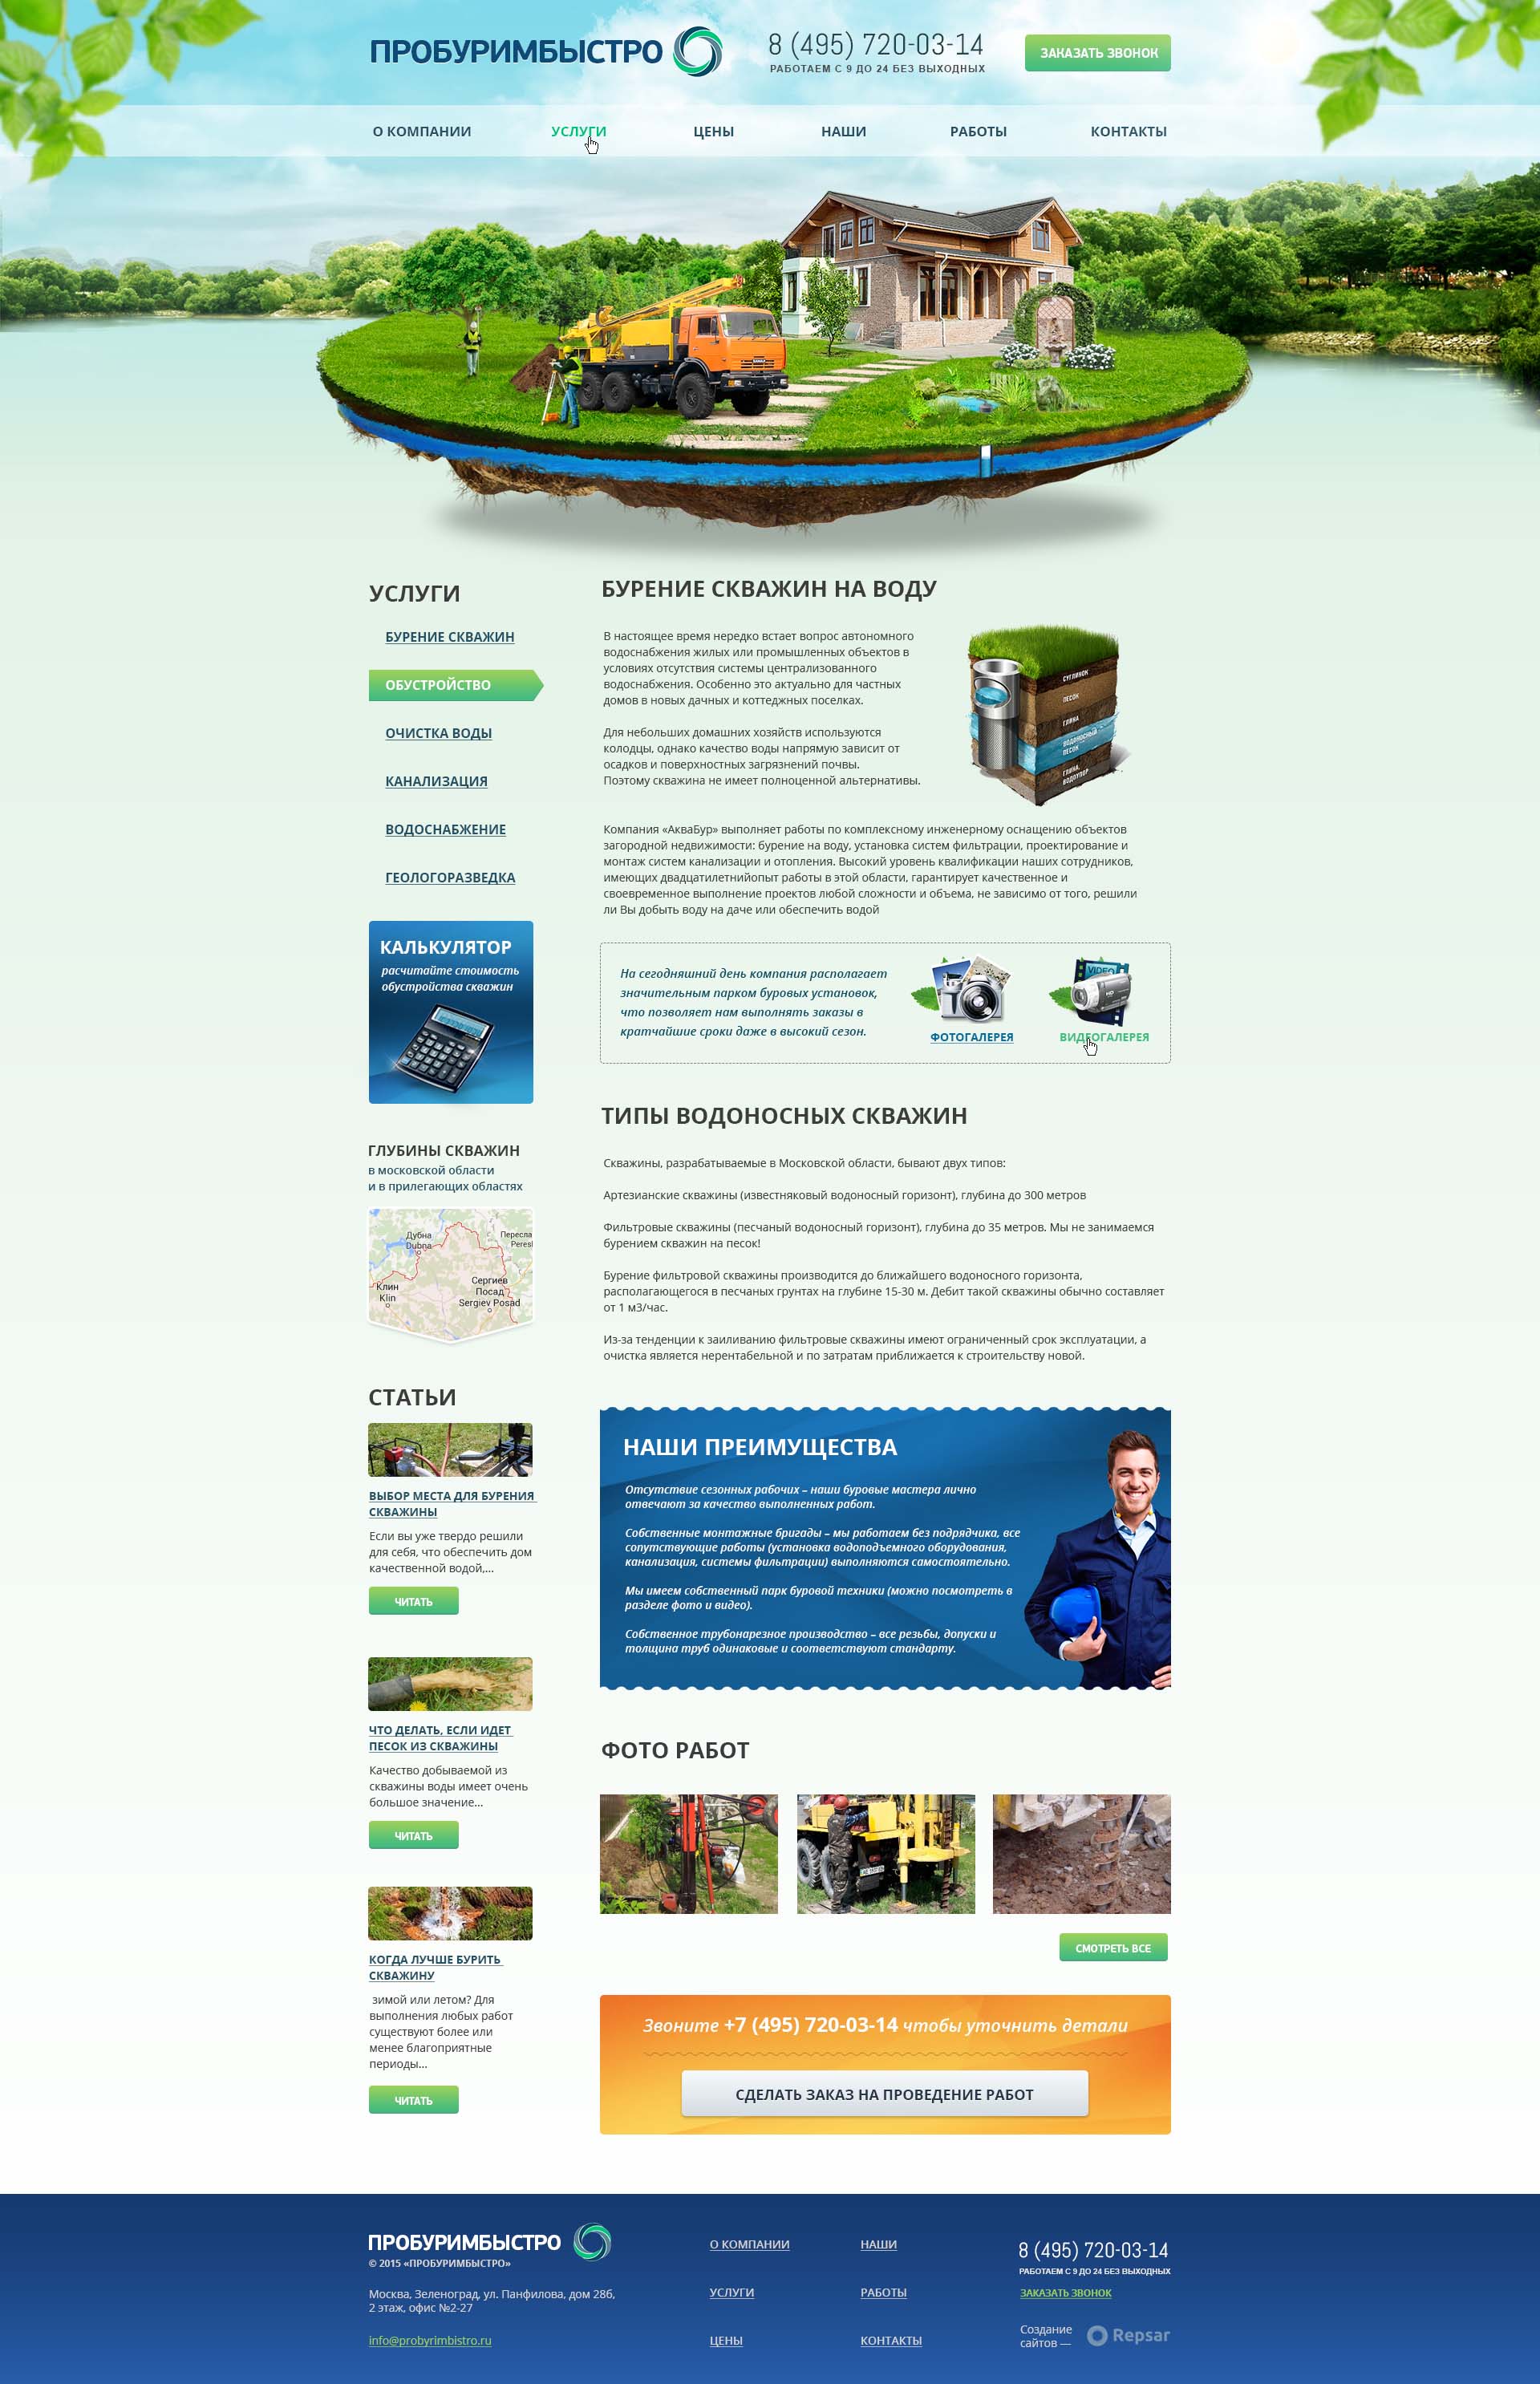 ПРОБУРИМБЫСТРО
8 (495) 720-03-14
РАБОТАЕМ С 9 ДО 24 БЕЗ ВЫХОДНЫХ
ЗАКАЗАТЬ ЗВОНОК
О КОМПАНИИ
УСЛУГИ
ЦЕНЫ
НАШИ
РАБОТЫ
КОНТАКТЫ
УСЛУГИ
БУРЕНИЕ СКВАЖИН
ОБУСТРОЙСТВО
ОЧИСТКА ВОДЫ
КАНАЛИЗАЦИЯ
ВОДОСНАБЖЕНИЕ
ГЕОЛОГОРАЗВЕДКА
КАЛЬКУЛЯТОР
расчитайте стоимость
обустройства скважин
ГЛУБИНЫ СКВАЖИН
в московской области
и в прилегающих областях
Дубна
Dubna
Пересла
Peresl
Клин
Klin
Сергиев
Посад
Sergiev Posad
СТАТЬИ
ВЫБОР МЕСТА ДЛЯ БУРЕНИЯ
СКВАЖИНЫ
Если вы уже твердо решили
для себя, что обеспечить дом
качественной водой,...
ЧИТАТЬ
ЧТО ДЕЛАТЬ, ЕСЛИ ИДЕТ
ПЕСОК ИЗ СКВАЖИНЫ
Качество добываемой из
скважины воды имеет очень
большое значение...
ЧИТАТЬ
КОГДА ЛУЧШЕ БУРИТЬ
СКВАЖИНУ
зимой или летом? Для
выполнения любых работ
существуют более или
менее благоприятные
периоды...
ЧИТАТЬ
БУРЕНИЕ СКВАЖИН НА ВОДУ
В настоящее время нередко встает вопрос автономного
водоснабжения жилых или промышленных объектов в
условиях отсутствия системы централизованного
водоснабжения. Особенно это актуально для частных
домов в новых дачных и коттеджных поселках.
Для небольших домашних хозяйств используются
колодцы, однако качество воды напрямую зависит от
осадков и поверхностных загрязнений почвы.
Поэтому скважина не имеет полноценной альтернативы.
СУГЛИНОК
ПЕСОК
ГЛИНА
ВОДОНОСНЫЙ
ПЕСОК
ГЛИНА,
ВОДОУПОР
Компания «АкваБур» выполняет работы по комплексному инженерному оснащению объектов
загородной недвижимости: бурение на воду, установка систем фильтрации, проектирование и
монтаж систем канализации и отопления. Высокий уровень квалификации наших сотрудников,
имеющих двадцатилетнийопыт работы в этой области, гарантирует качественное и
своевременное выполнение проектов любой сложности и объема, не зависимо от того, решили
ли Вы добыть воду на даче или обеспечить водой
На сегодняшний день компания располагает
значительным парком буровых установок,
что позволяет нам выполнять заказы в
кратчайшие сроки даже в высокий сезон.
ФОТОГАЛЕРЕЯ
VIDEO
HD
ВИДЕОГАЛЕРЕЯ
ТИПЫ ВОДОНОСНЫХ СКВАЖИН
Скважины, разрабатываемые в Московской области, бывают двух типов:
Артезианские скважины (известняковый водоносный горизонт), глубина до 300 метров
Фильтровые скважины (песчаный водоносный горизонт), глубина до 35 метров. Мы не занимаемся
бурением скважин на песок!
Бурение фильтровой скважины производится до ближайшего водоносного горизонта,
располагающегося в песчаных грунтах на глубине 15-30 м. Дебит такой скважины обычно составляет
от 1 м3/час.
Из-за тенденции к заиливанию фильтровые скважины имеют ограниченный срок эксплуатации, а
очистка является нерентабельной и по затратам приближается к строительству новой.
НАШИ ПРЕИМУЩЕСТВА
Отсутствие сезонных рабочих – наши буровые мастера лично
отвечают за качество выполненных работ.
Собственные монтажные бригады – мы работаем без подрядчика, все
сопутствующие работы (установка водоподъемного оборудования,
канализация, системы фильтрации) выполняются самостоятельно.
Мы имеем собственный парк буровой техники (можно посмотреть в
разделе фото и видео).
Собственное трубонарезное производство – все резьбы, допуски и
толщина труб одинаковые и соответствуют стандарту.
ФОТО РАБОТ
СМОТРЕТЬ ВСЕ
Звоните +7 (495) 720-03-14 чтобы уточнить детали
СДЕЛАТЬ ЗАКАЗ НА ПРОВЕДЕНИЕ РАБОТ
ПРОБУРИМБЫСТРО
© 2015 «ПРОБУРИМБЫСТРО»
Москва, Зеленоград, ул. Панфилова, дом 28б,
2 этаж, офис №2-27
info@probyrimbistro.ru
О КОМПАНИИ
УСЛУГИ
ЦЕНЫ
НАШИ
РАБОТЫ
КОНТАКТЫ
8 (495) 720-03-14
РАБОТАЕМ С 9 ДО 24 БЕЗ ВЫХОДНЫХ
ЗАКАЗАТЬ ЗВОНОК
Создание
сайтов —
Repsar